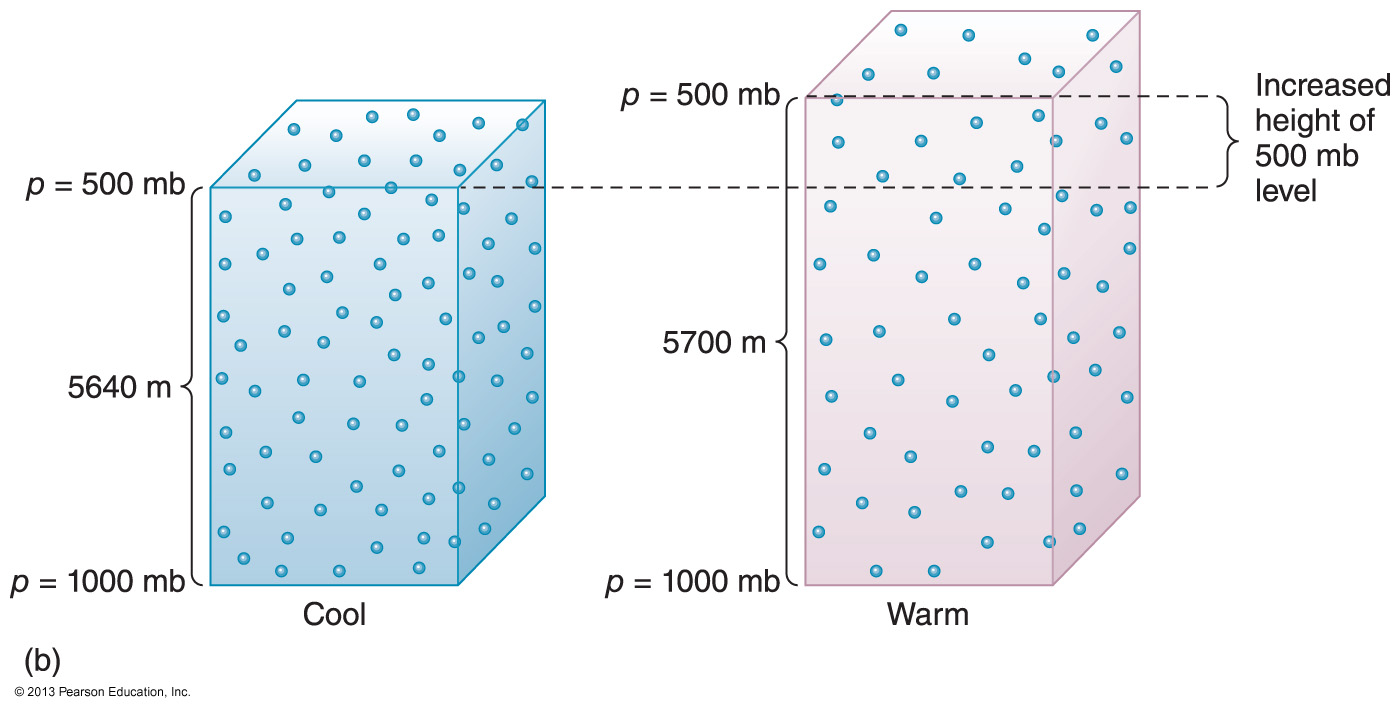 p = 500 mb
5640 m
p = 1000 mb
Cool
p = 500 mb
5700 m
p = 1000 mb
Warm
Increased
height of
500 mb
level
(b)
© 2013 Pearson Education, Inc.